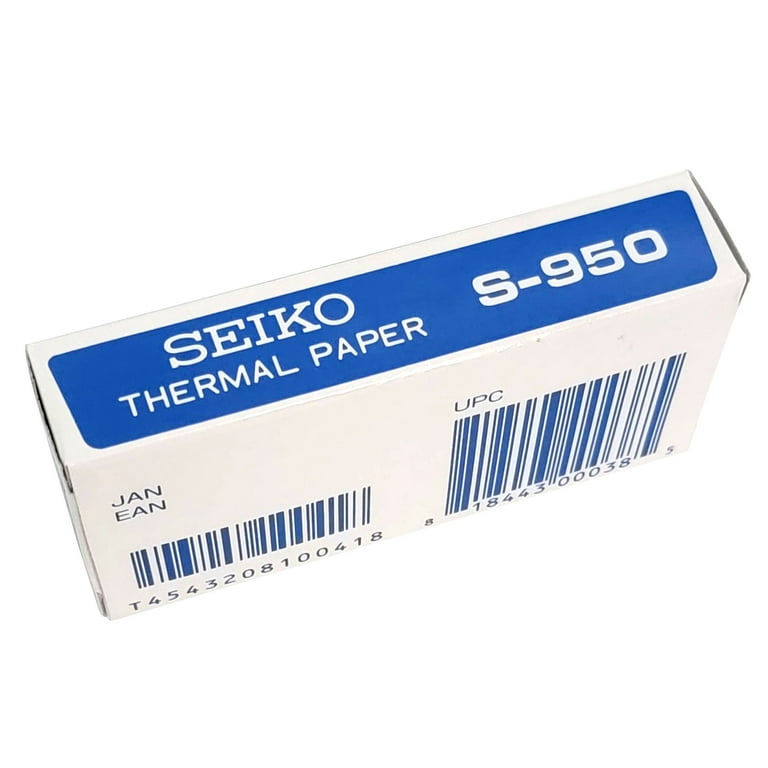 SEIKO
THERMAL PAPER
S-950
JAN
EAN
T4543208100418
UPC
8 18443 00038 5